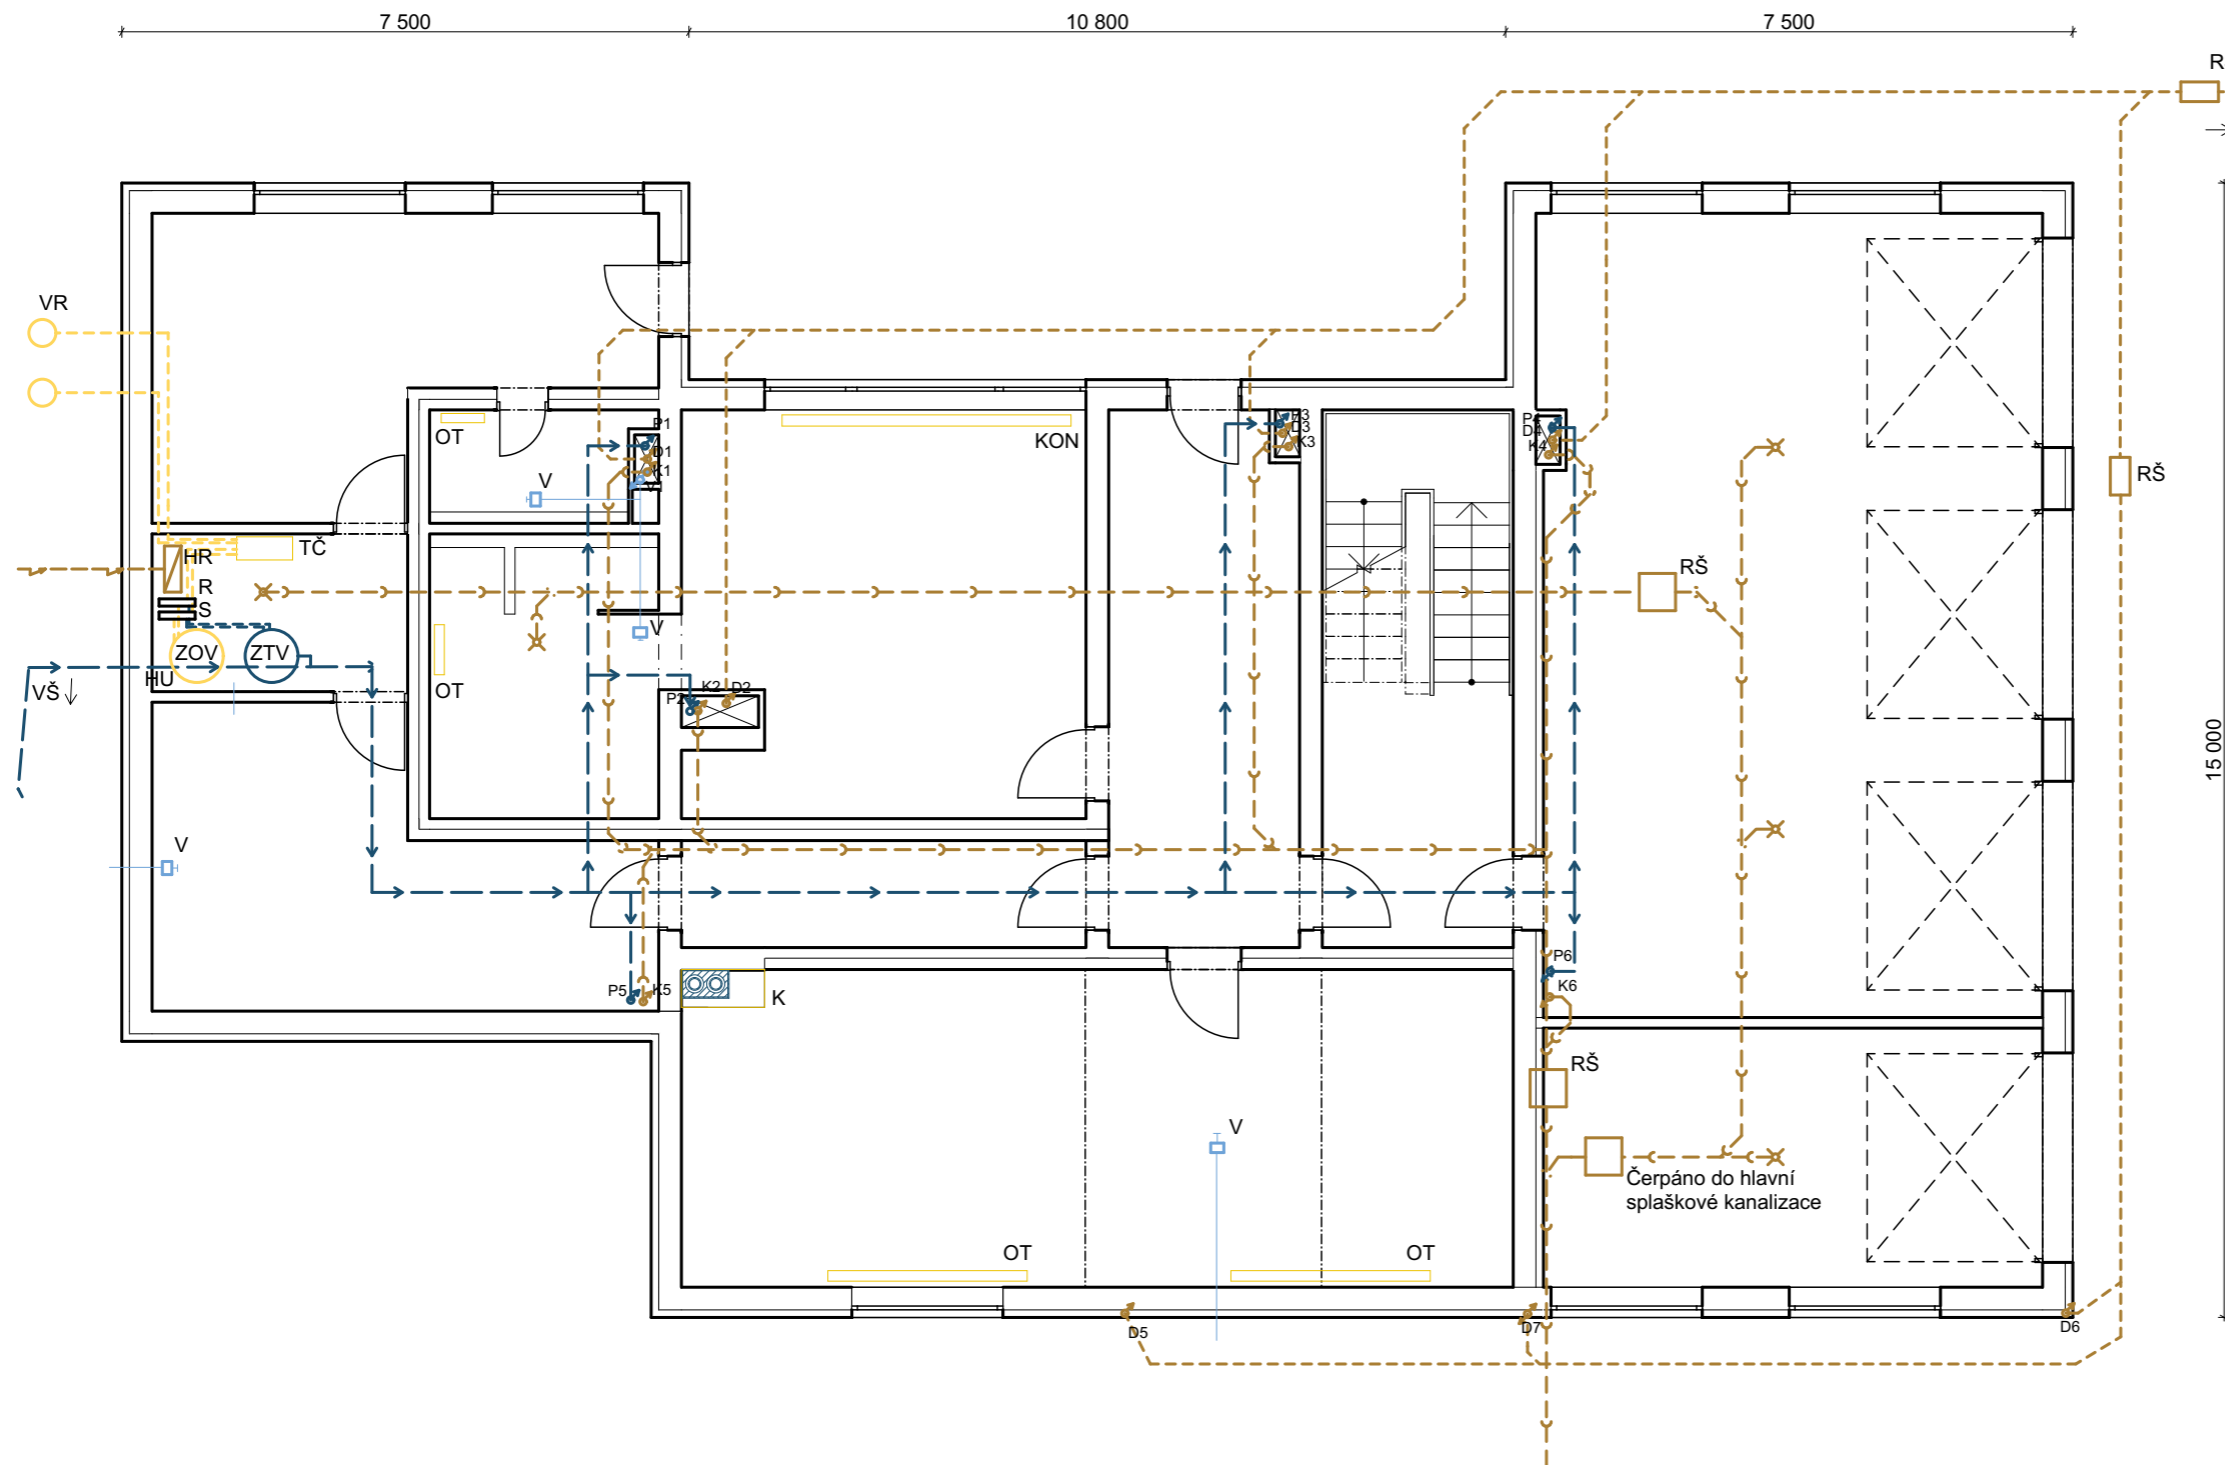 7 500
10 800
7 500
R
VR
OT
P1
D1
K1
V
V
KON
P3
D3
K3
P4
D4
K4
RŠ
TČ
HR
R
S
RŠ
ZOV
ZTV
V
HU
VŠ
OT
P2
K2
D2
15 000
V
P5
K5
K
P6
K6
RŠ
V
Čerpáno do hlavní
splaškové kanalizace
OT
OT
D5
D7
D6